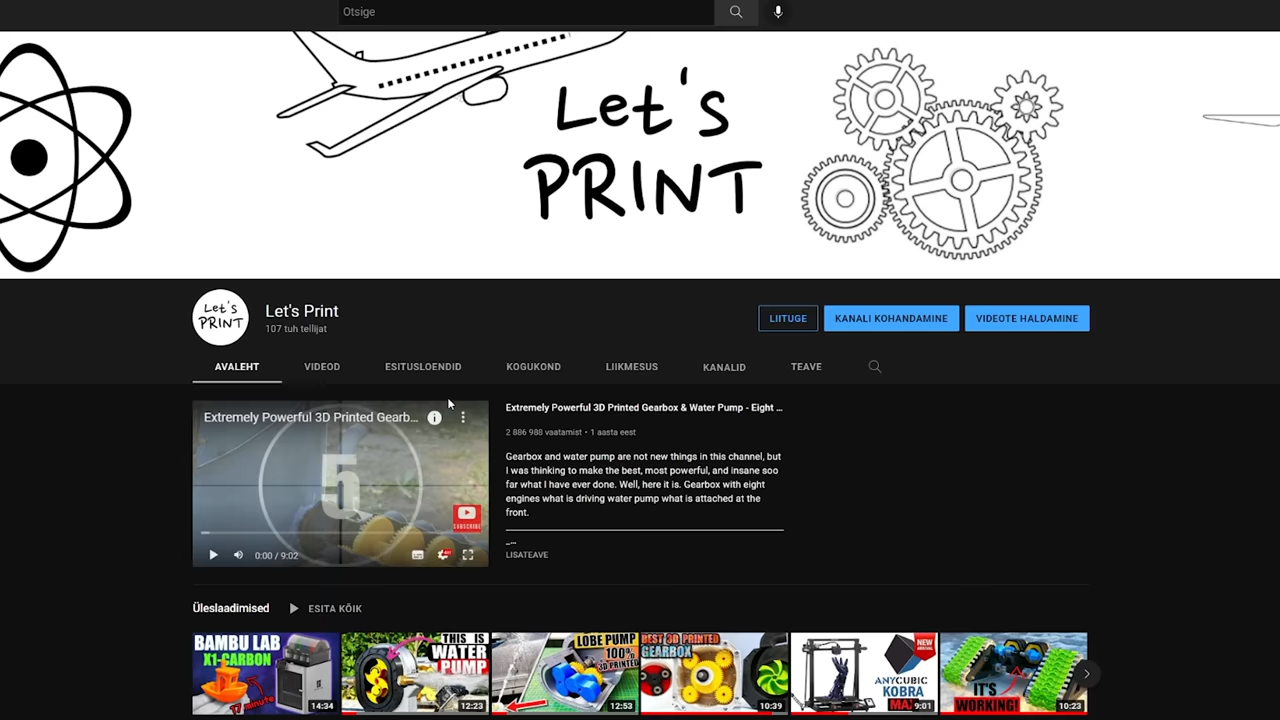 Otsige
Let's
PRINT
Let's
PRINT
Let's Print
107 tuh tellijat
LIITUGE
KANALI KOHANDAMINE
VIDEOTE HALDAMINE
AVALEHT
VIDEOD
ESITUSLOENDID
KOGUKOND
LIIKMESUS
KANALID
TEAVE
Extremely Powerful 3D Printed Gearb...
5
SUBSCRIBE
0:00 / 9:02
Extremely Powerful 3D Printed Gearbox & Water Pump - Eight ...
2 886 988 vaatamist • 1 aasta eest
Gearbox and water pump are not new things in this channel, but
I was thinking to make the best, most powerful, and insane soo
far what I have ever done. Well, here it is. Gearbox with eight
engines what is driving water pump what is attached at the
front.
_...
LISATEAVE
Üleslaadimised
ESITA KÕIK
BAMBU LAB
X1-CARBON
17 minute
14:34
THIS IS
WATER
PUMP
12:23
LOBE PUMP
100%
3D PRINTED
12:53
BEST 3D PRINTED
GEARBOX
10:39
NEW
ARRIVAL
ANYCUBIC
KOBRA
MAX
9:01
IT'S
WORKING!
10:23